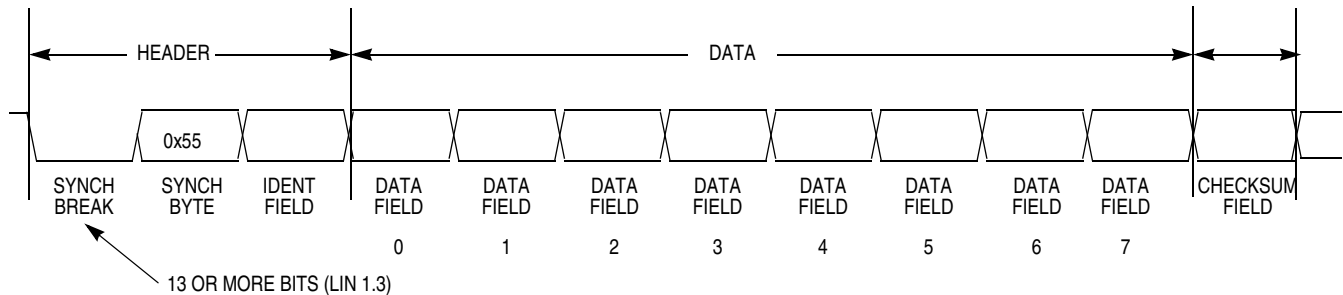 HEADER
DATA
0x55
SYNCH BREAK
SYNCH BYTE
IDENT FIELD
DATA FIELD 0
DATA FIELD 1
DATA FIELD 2
DATA FIELD 3
DATA FIELD 4
DATA FIELD 5
DATA FIELD 6
DATA FIELD 7
CHECKSUM FIELD
13 OR MORE BITS (LIN 1.3)